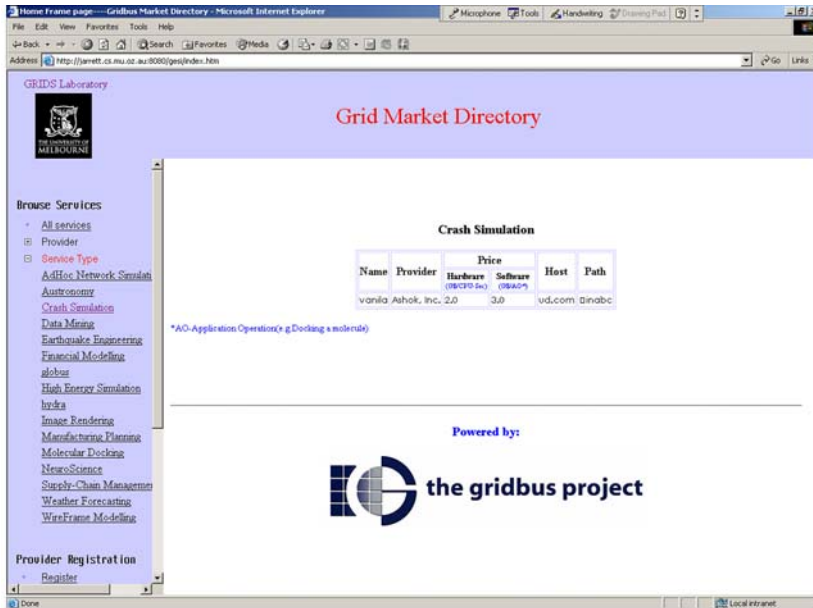 Home Frame page----Gridbus Market Directory - Microsoft Internet Explorer
Microphone Tools Handwriting Drawing Pad
File Edit View Favorites Tools Help
Back Search Favorites Media
Address http://jarrett.cs.mu.oz.au:8080/gesi/index.htm Go Links
GRIDS Laboratory
THE UNIVERSITY OF
MELBOURNE
Grid Market Directory
Browse Services
All services
Provider
Service Type
AdHoc Network Simulati
Austronomy
Crash Simulation
Data Mining
Earthquake Engineering
Financial Modelling
globus
High Energy Simulation
hydra
Image Rendering
Manufacturing Planning
Molecular Docking
NeuroScience
Supply-Chain Managemen
Weather Forecasting
WireFrame Modelling
Provider Registration
Register
Crash Simulation
Name Provider Price Host Path
Hardware Software
(G$/CPU-Sec) (G$/AO*)
vanila Ashok, Inc. 2.0 3.0 ud.com
*AO-Application Operation(e.g.Docking a molecule)
Powered by:
the gridbus project
Done Local intranet